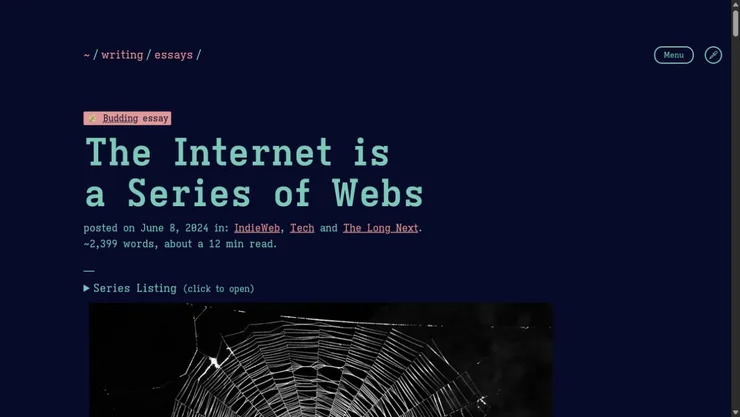 ~ / writing / essays /
Menu
Budding essay
The Internet is
a Series of Webs
posted on June 8, 2024 in: IndieWeb, Tech and The Long Next.
~2,399 words, about a 12 min read.
—
Series Listing (click to open)